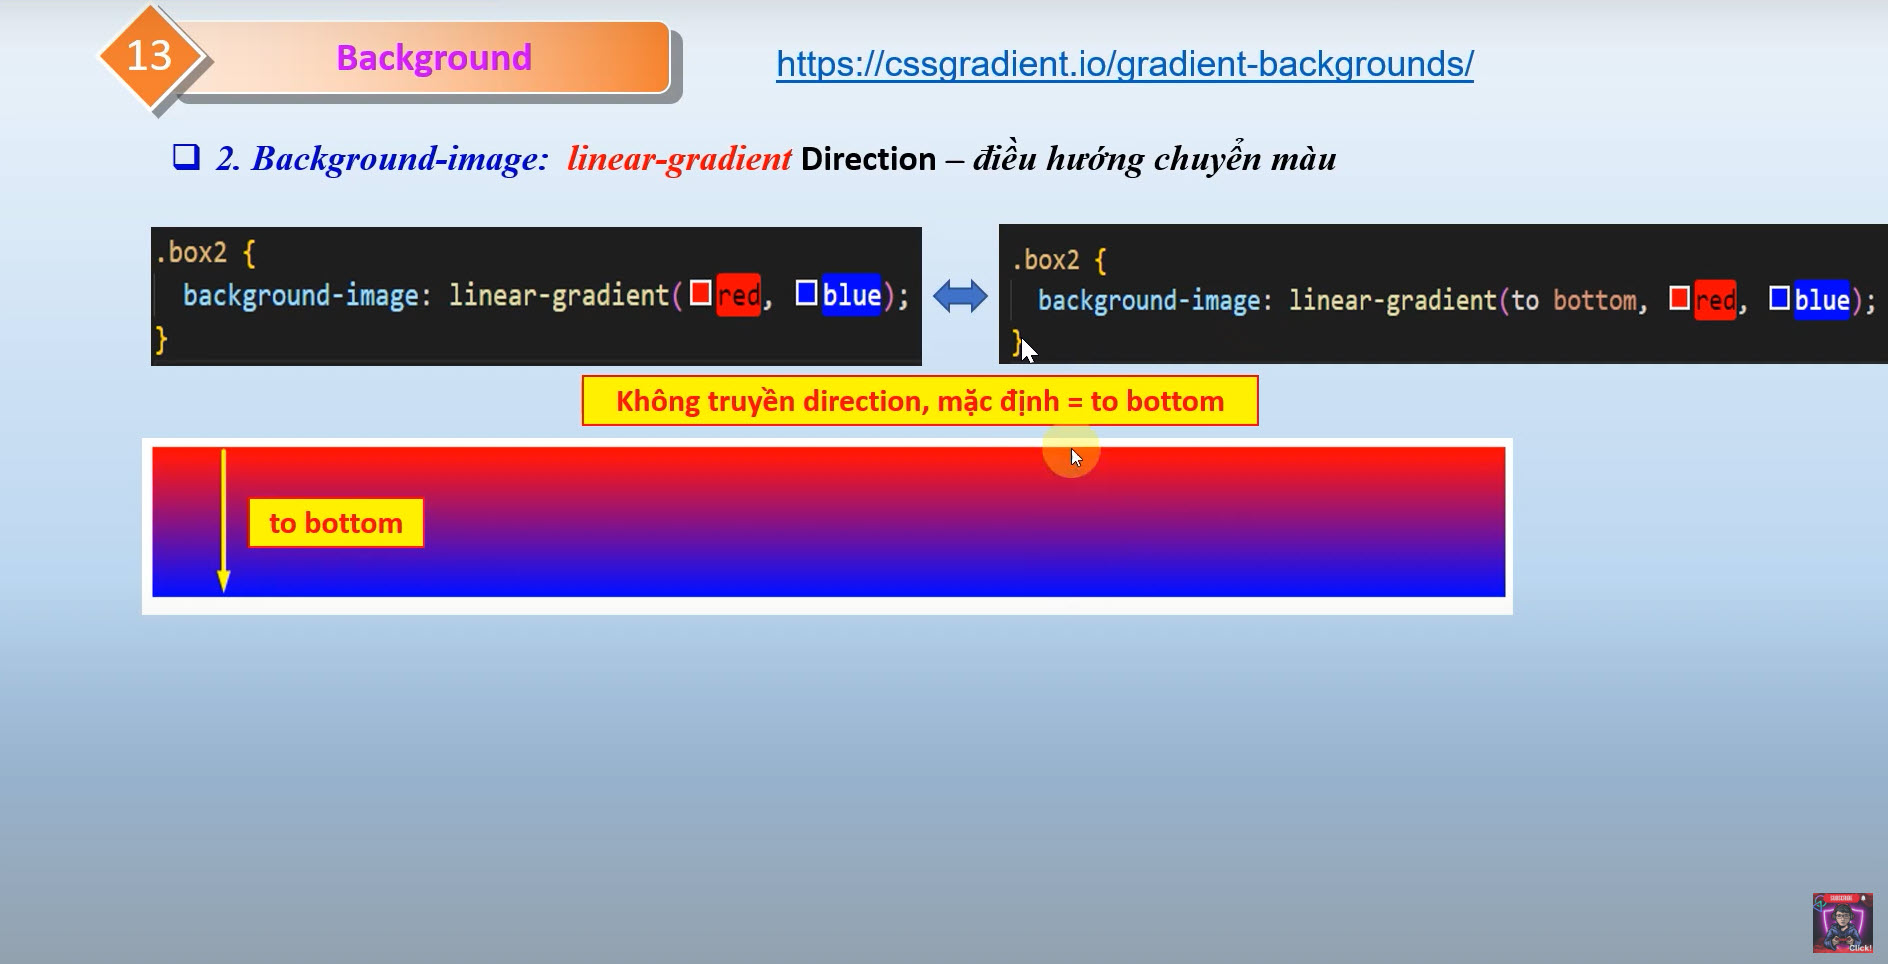 13
Background
https://cssgradient.io/gradient-backgrounds/
2. Background-image: linear-gradient Direction – điều hướng chuyển màu
.box2 {
background-image: linear-gradient(red, blue);
}
.box2 {
background-image: linear-gradient(to bottom, red, blue);
}
Không truyền direction, mặc định = to bottom
to bottom
SUBSCRIBE
Click!